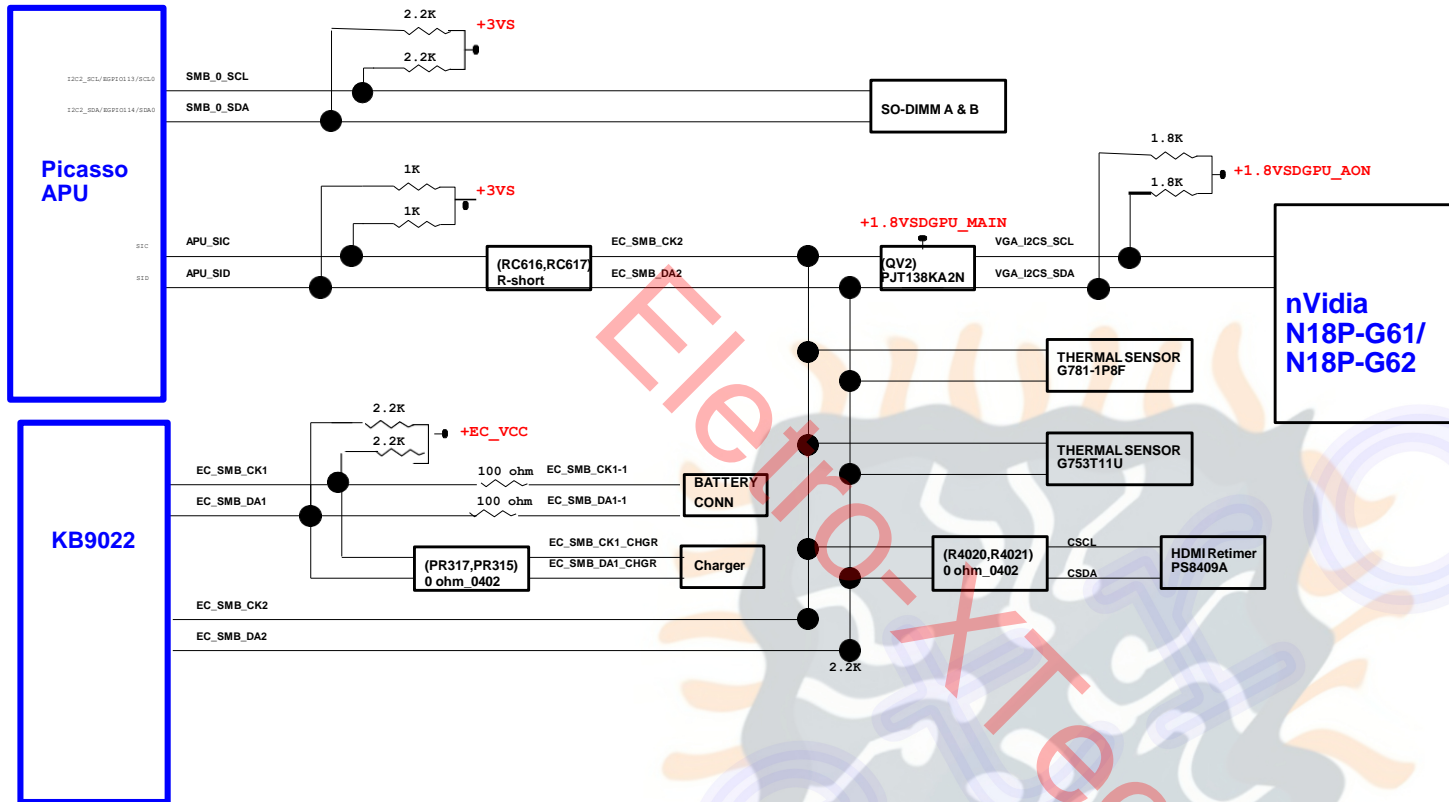 2.2K
+3VS
2.2K
I2C2_SCL/EGPIO113/SCL0
SMB_0_SCL
I2C2_SDA/EGPIO114/SDA0
SMB_0_SDA
SO-DIMM A & B
Picasso
APU
1K
+3VS
1K
1.8K
+1.8VSDGPU_AON
1.8K
+1.8VSDGPU_MAIN
SIC
APU_SIC
EC_SMB_CK2
VGA_I2CS_SCL
(RC616,RC617)
R-short
(QV2)
PJT138KA2N
SID
APU_SID
EC_SMB_DA2
VGA_I2CS_SDA
nVidia
N18P-G61/
N18P-G62
THERMAL SENSOR
G781-1P8F
2.2K
+EC_VCC
2.2K
THERMAL SENSOR
G753T11U
EC_SMB_CK1
100 ohm
EC_SMB_CK1-1
BATTERY
CONN
EC_SMB_DA1
100 ohm
EC_SMB_DA1-1
KB9022
EC_SMB_CK1_CHGR
(PR317,PR315)
0 ohm_0402
EC_SMB_DA1_CHGR
Charger
(R4020,R4021)
0 ohm_0402
CSCL
CSDA
HDMI Retimer
PS8409A
EC_SMB_CK2
EC_SMB_DA2
2.2K
Eletro-XTec